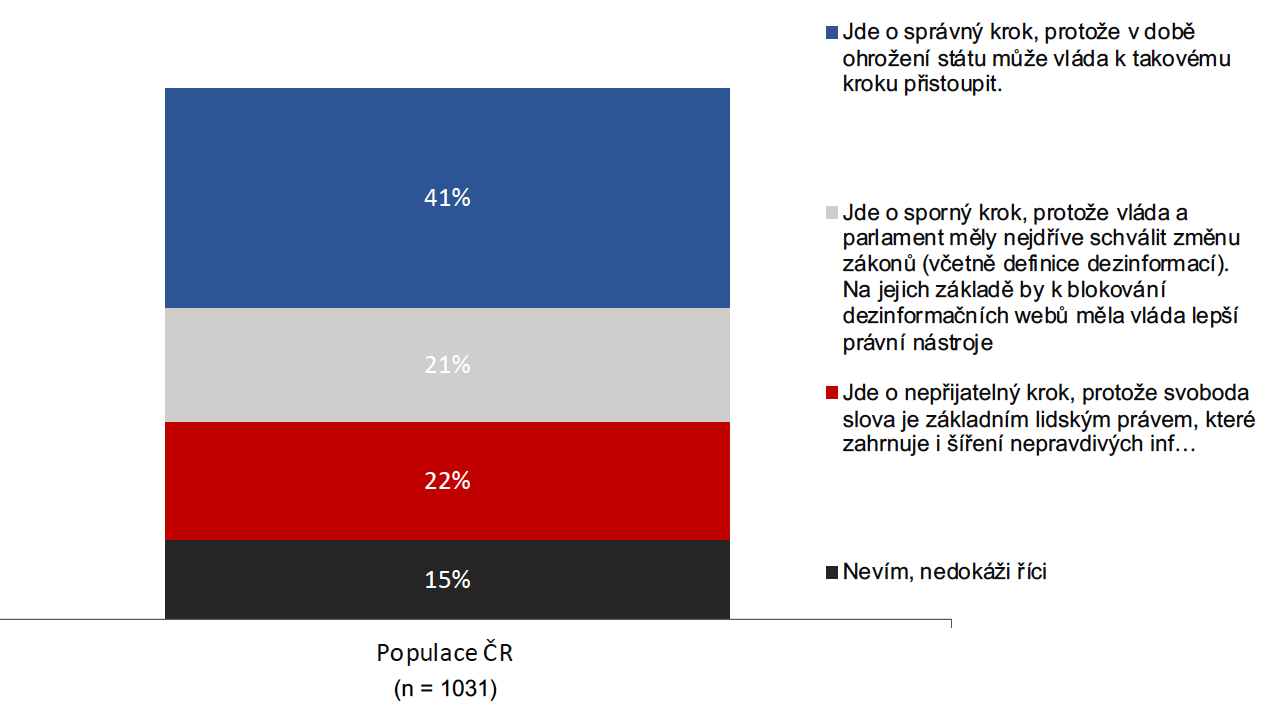 Jde o správný krok, protože v době
ohrožení státu může vláda k takovému
kroku přistoupit.
41%
Jde o sporný krok, protože vláda a
parlament měly nejdříve schválit změnu
zákonů (včetně definice dezinformací).
Na jejich základě by k blokování
dezinformačních webů měla vláda lepší
právní nástroje
21%
Jde o nepřijatelný krok, protože svoboda
slova je základním lidským právem, které
zahrnuje i šíření nepravdivých inf…
22%
Nevím, nedokáži říci
15%
Populace ČR
(n = 1031)